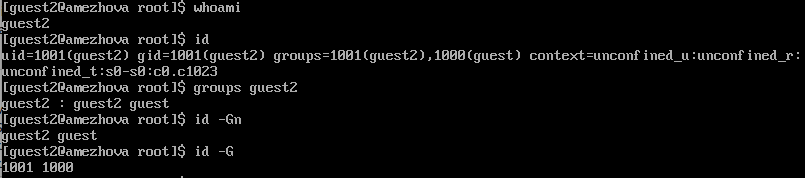 [guest2@amezhova root]$ whoami
guest2
[guest2@amezhova root]$ id
uid=1001(guest2) gid=1001(guest2) groups=1001(guest2),1000(guest) context=unconfined_u:unconfined_r:
unconfined_t:s0-s0:c0.c1023
[guest2@amezhova root]$ groups guest2
guest2 : guest2 guest
[guest2@amezhova root]$ id -Gn
guest2 guest
[guest2@amezhova root]$ id -G
1001 1000